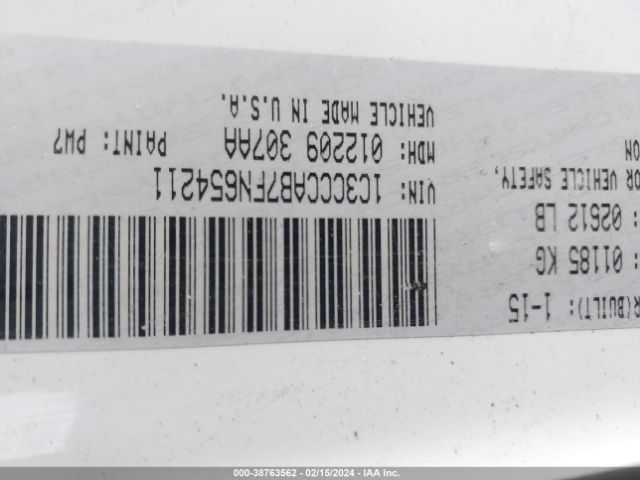 R(BUILT): 1-15
: 01185 KG
: 02612 LB
OR VEHICLE SAFETY,
ON
VIN: 1C3CCCAB7FN654211
MDH: 012209 307AA PAINT: PW7
VEHICLE MADE IN U.S.A.
000-38763562 - 02/15/2024 - IAA Inc.